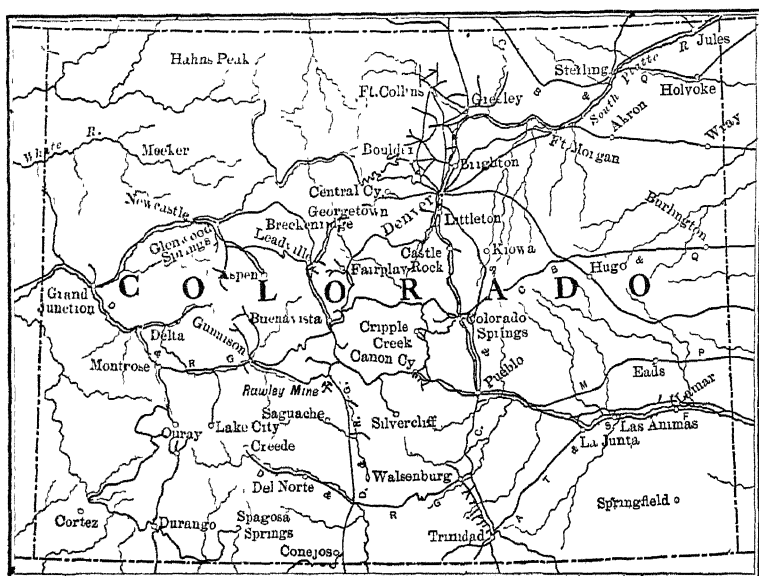 Hahns Peak
Jules
Sterling
South Platte R
B & Q
Holyoke
Ft. Collins
Greeley
Akron
Wray
Ft. Morgan
White R.
Meeker
Boulder
Brighton
Central Cy.
Georgetown
Denver
Newcastle
Breckenridge
Littleton
Burlington
Glenwood
Springs
Leadville
Castle
Rock
Kiowa
Fairplay
Aspen
Hugo
& C B Q
COLORADO
Grand
Junction
Buenavista
Colorado
Springs
Delta
Gunnison
Cripple
Creek
Canon Cy.
Montrose
D & R G
Pueblo
M P
Eads
Rawley Mine
Lamar
Saguache
Silvercliff
Ouray
Lake City
Las Animas
La Junta
Creede
D. & R. G.
Walsenburg
Del Norte
& R G
A T & S F
Springfield
Cortez
Durango
Spagosa
Springs
Trinidad
Conejos